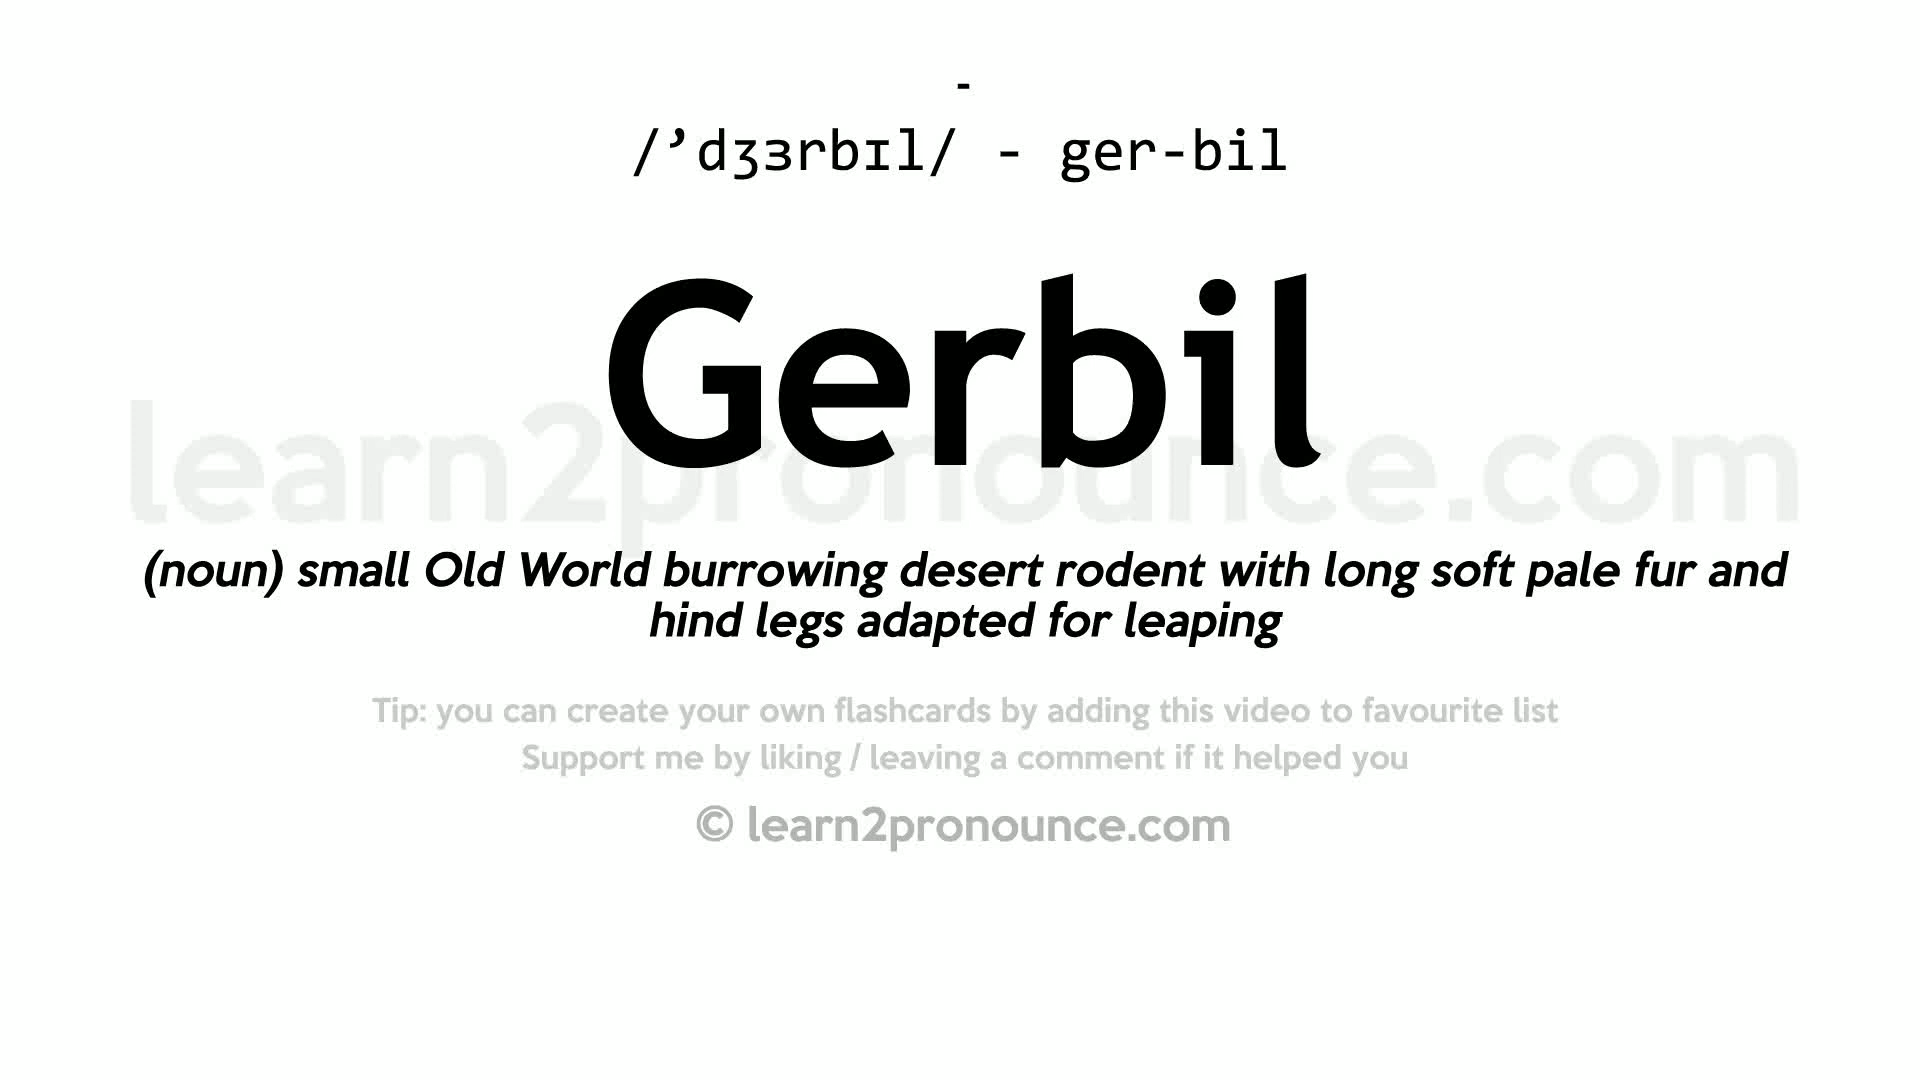 -
/’dʒɜrbɪl/ - ger-bil
Gerbil
learn2pronounce.com
(noun) small Old World burrowing desert rodent with long soft pale fur and
hind legs adapted for leaping
Tip: you can create your own flashcards by adding this video to favourite list
Support me by liking / leaving a comment if it helped you
© learn2pronounce.com